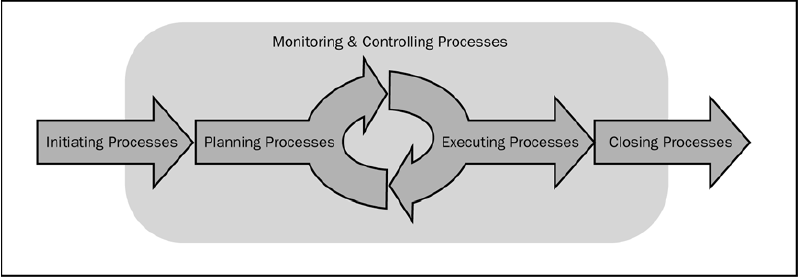 Monitoring & Controlling Processes
Initiating Processes
Planning Processes
Executing Processes
Closing Processes